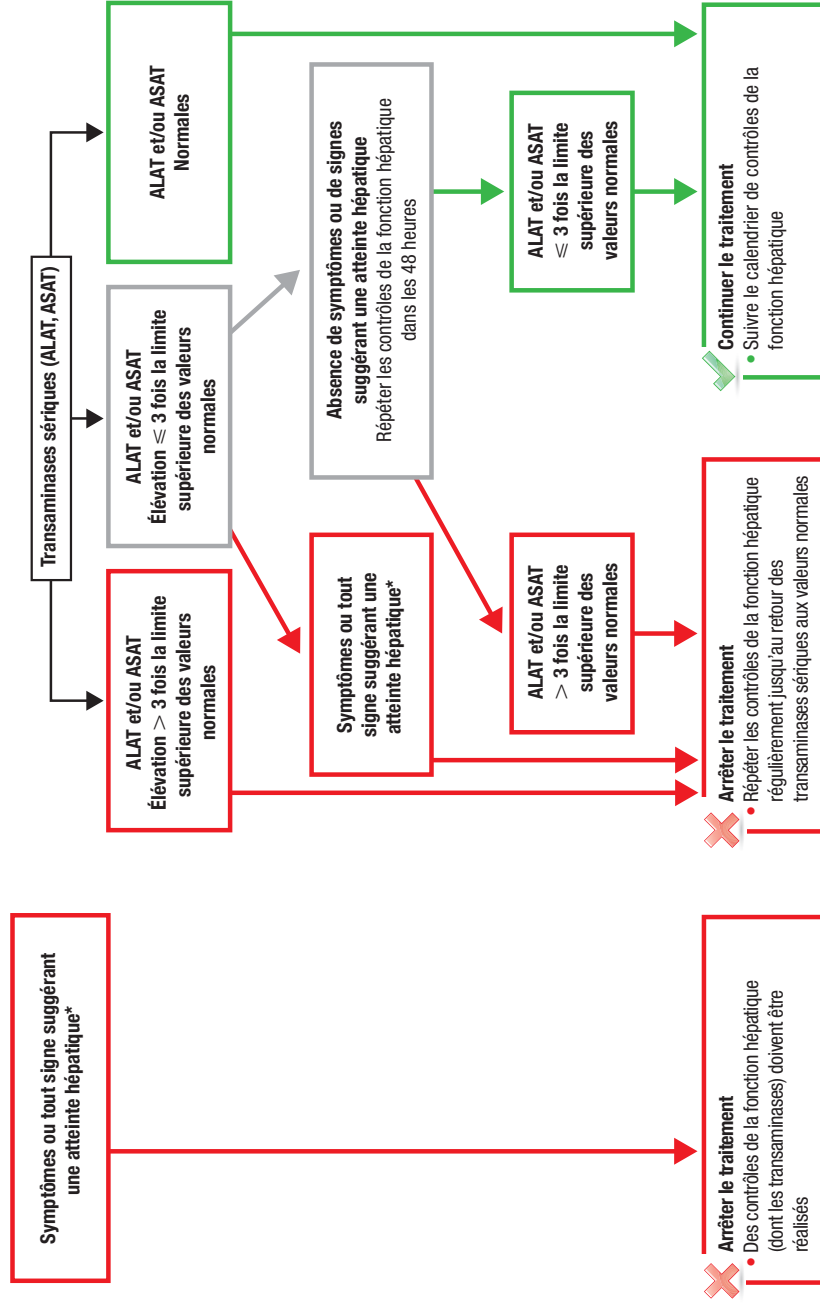 Symptômes ou tout signe suggérant
une atteinte hépatique*
Arrêter le traitement
• Des contrôles de la fonction hépatique
(dont les transaminases) doivent être
réalisés
Transaminases sériques (ALAT, ASAT)
ALAT et/ou ASAT
Élévation > 3 fois la limite
supérieure des valeurs
normales
ALAT et/ou ASAT
Élévation ⩽ 3 fois la limite
supérieure des valeurs
normales
ALAT et/ou ASAT
Normales
Symptômes ou tout
signe suggérant une
atteinte hépatique*
Absence de symptômes ou de signes
suggérant une atteinte hépatique
Répéter les contrôles de la fonction hépatique
dans les 48 heures
ALAT et/ou ASAT
> 3 fois la limite
supérieure des
valeurs normales
ALAT et/ou ASAT
⩽ 3 fois la limite
supérieure des
valeurs normales
Arrêter le traitement
• Répéter les contrôles de la fonction hépatique
régulièrement jusqu'au retour des
transaminases sériques aux valeurs normales
Continuer le traitement
• Suivre le calendrier de contrôles de la
fonction hépatique